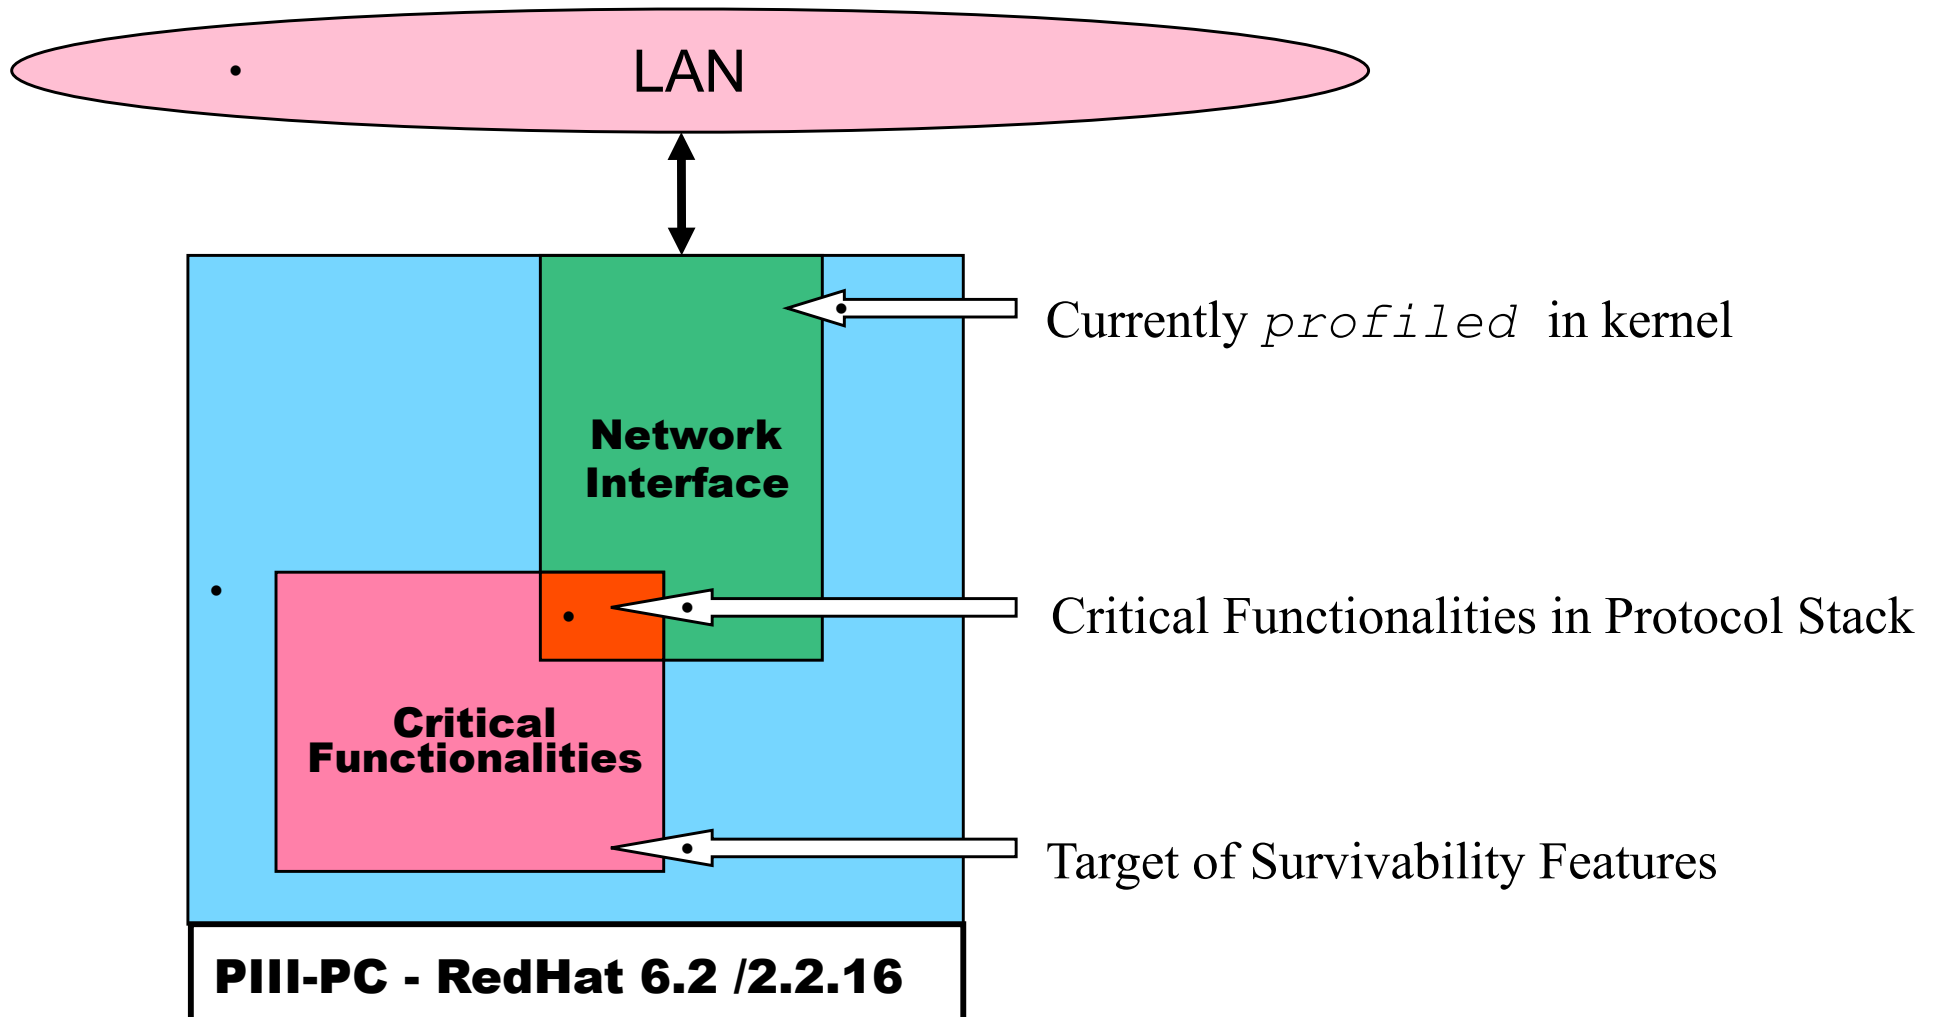 LAN
Currently profiled in kernel
Network
Interface
Critical Functionalities in Protocol Stack
Critical
Functionalities
Target of Survivability Features
PIII-PC - RedHat 6.2 /2.2.16